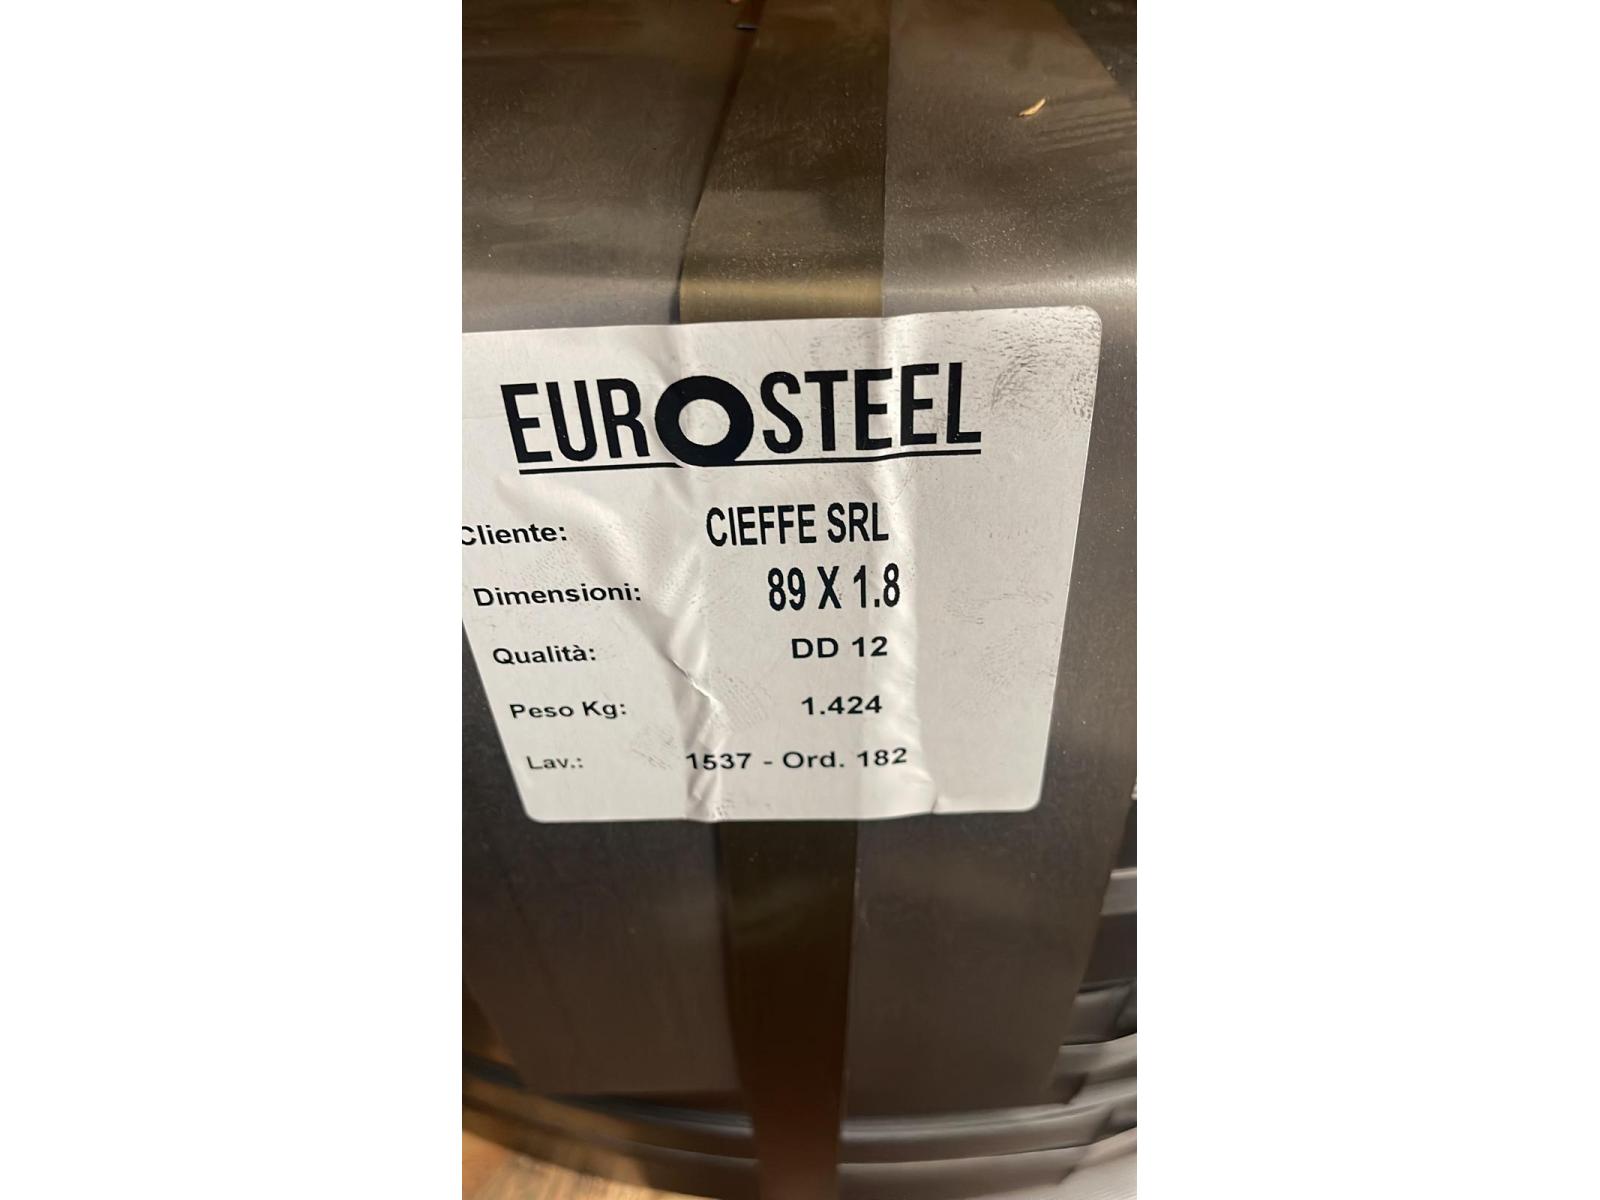 EUROSTEEL
Cliente: CIEFFE SRL
Dimensioni: 89 X 1.8
Qualità: DD 12
Peso Kg: 1.424
Lav.: 1537 - Ord. 182